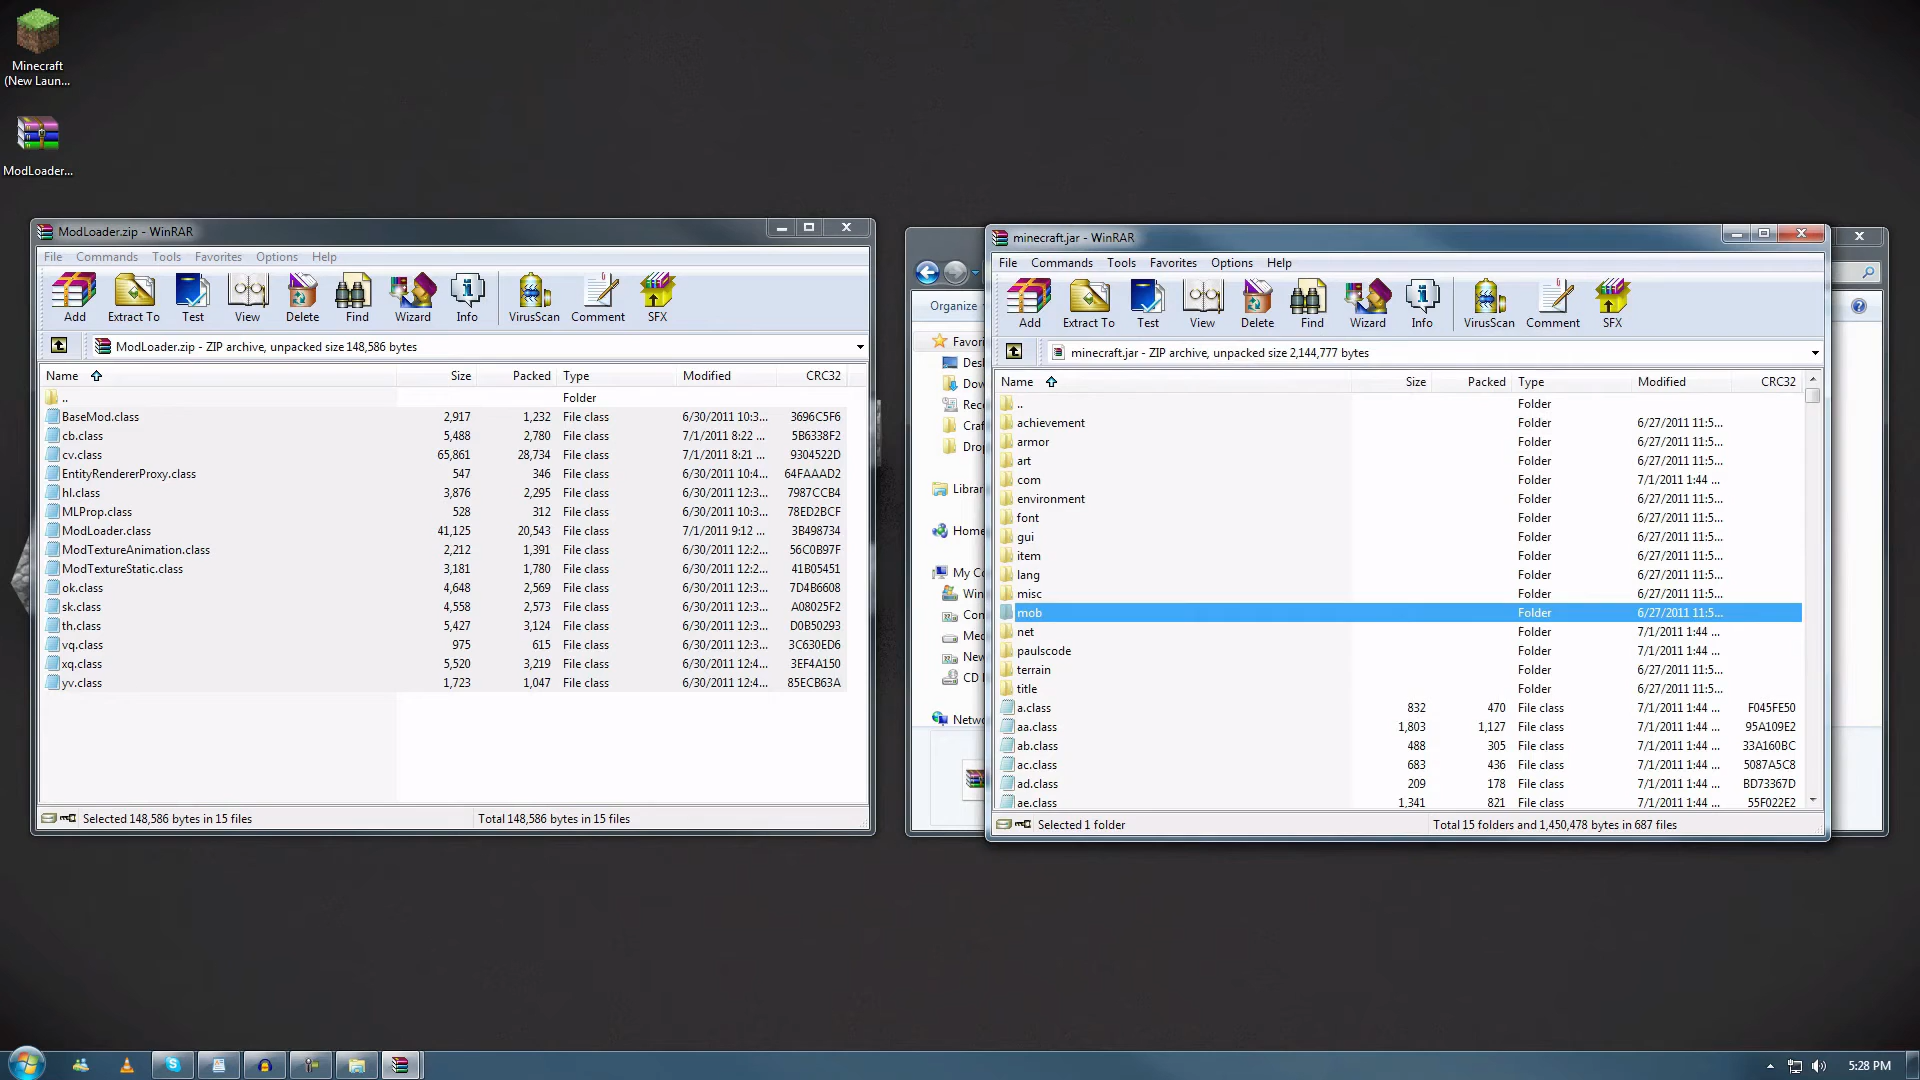 Minecraft
(New Laun...
ModLoader...
ModLoader.zip - WinRAR
File Commands Tools Favorites Options Help
Add Extract To Test View Delete Find Wizard Info VirusScan Comment SFX
ModLoader.zip - ZIP archive, unpacked size 148,586 bytes
Name Size Packed Type Modified CRC32
.. Folder
BaseMod.class 2,917 1,232 File class 6/30/2011 10:3... 3696C5F6
cb.class 5,488 2,780 File class 7/1/2011 8:22 ... 5B6338F2
cv.class 65,861 28,734 File class 7/1/2011 8:21 ... 9304522D
EntityRendererProxy.class 547 346 File class 6/30/2011 10:4... 64FAAAD2
hl.class 3,876 2,295 File class 6/30/2011 12:3... 7987CCB4
MLProp.class 528 312 File class 6/30/2011 10:3... 78ED2BCF
ModLoader.class 41,125 20,543 File class 7/1/2011 9:12 ... 3B498734
ModTextureAnimation.class 2,212 1,391 File class 6/30/2011 12:2... 56C0B97F
ModTextureStatic.class 3,181 1,780 File class 6/30/2011 12:2... 41B05451
ok.class 4,648 2,569 File class 6/30/2011 12:3... 7D4B6608
sk.class 4,558 2,573 File class 6/30/2011 12:3... A08025F2
th.class 5,427 3,124 File class 6/30/2011 12:3... D0B50293
vq.class 975 615 File class 6/30/2011 12:3... 3C630ED6
xq.class 5,520 3,219 File class 6/30/2011 12:4... 3EF4A150
yv.class 1,723 1,047 File class 6/30/2011 12:4... 85ECB63A
Selected 148,586 bytes in 15 files Total 148,586 bytes in 15 files
Organize
Favori
Desk
Dow
Rece
Craf
Drop
Librar
Home
My Co
Win
Con
Med
New
CD
Netwo
minecraft.jar - WinRAR
File Commands Tools Favorites Options Help
Add Extract To Test View Delete Find Wizard Info VirusScan Comment SFX
minecraft.jar - ZIP archive, unpacked size 2,144,777 bytes
Name Size Packed Type Modified CRC32
.. Folder
achievement Folder 6/27/2011 11:5...
armor Folder 6/27/2011 11:5...
art Folder 6/27/2011 11:5...
com Folder 7/1/2011 1:44 ...
environment Folder 6/27/2011 11:5...
font Folder 6/27/2011 11:5...
gui Folder 6/27/2011 11:5...
item Folder 6/27/2011 11:5...
lang Folder 6/27/2011 11:5...
misc Folder 6/27/2011 11:5...
mob Folder 6/27/2011 11:5...
net Folder 7/1/2011 1:44 ...
paulscode Folder 7/1/2011 1:44 ...
terrain Folder 6/27/2011 11:5...
title Folder 6/27/2011 11:5...
a.class 832 470 File class 7/1/2011 1:44 ... F045FE50
aa.class 1,803 1,127 File class 7/1/2011 1:44 ... 95A109E2
ab.class 488 305 File class 7/1/2011 1:44 ... 33A160BC
ac.class 683 436 File class 7/1/2011 1:44 ... 5087A5C8
ad.class 209 178 File class 7/1/2011 1:44 ... BD73367D
ae.class 1,341 821 File class 7/1/2011 1:44 ... 55F022E2
Selected 1 folder Total 15 folders and 1,450,478 bytes in 687 files
5:28 PM